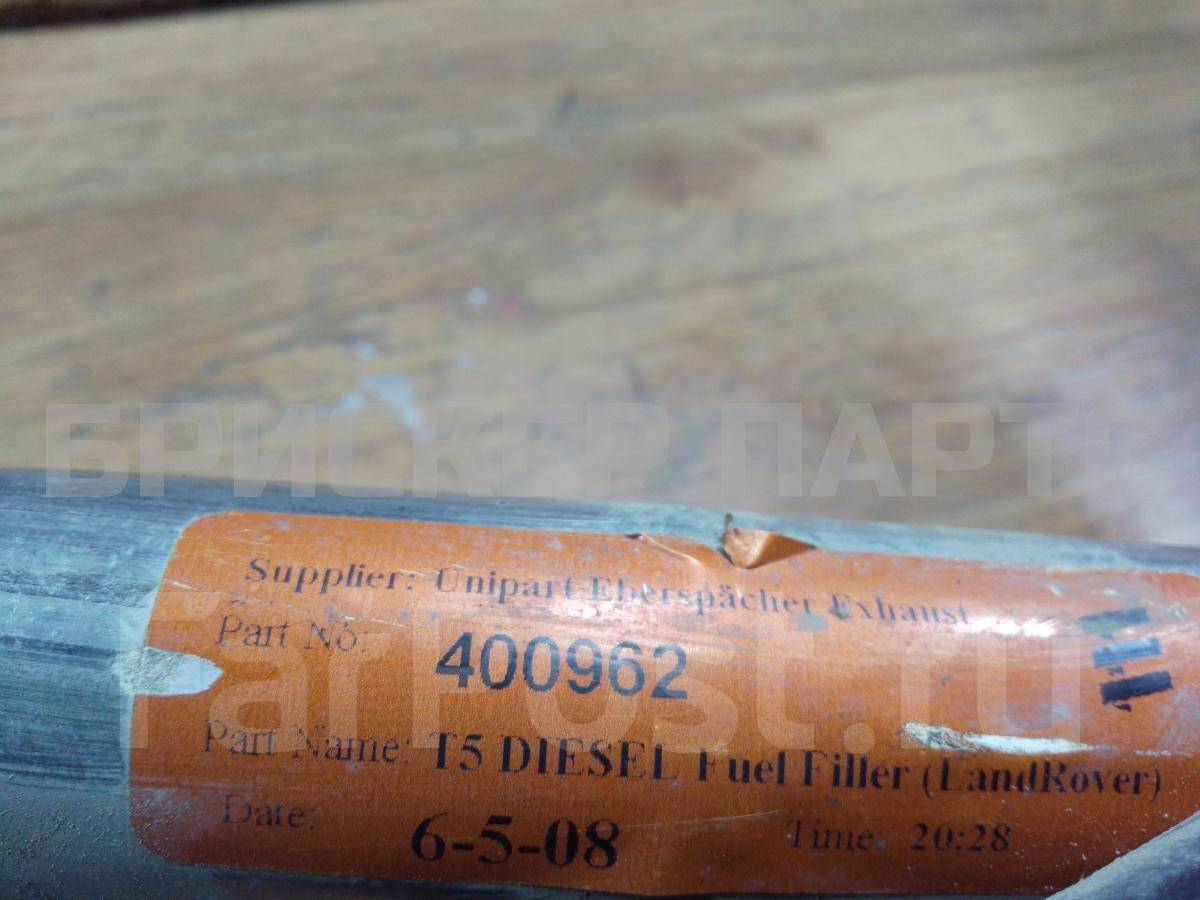 БРИСКЕР ПАРТС
Supplier: Unipart Eberspächer Exhaust
Part No:
400962
farPost.ru
Part Name: T5 DIESEL Fuel Filler (LandRover)
Date: 6-5-08 Time: 20:28